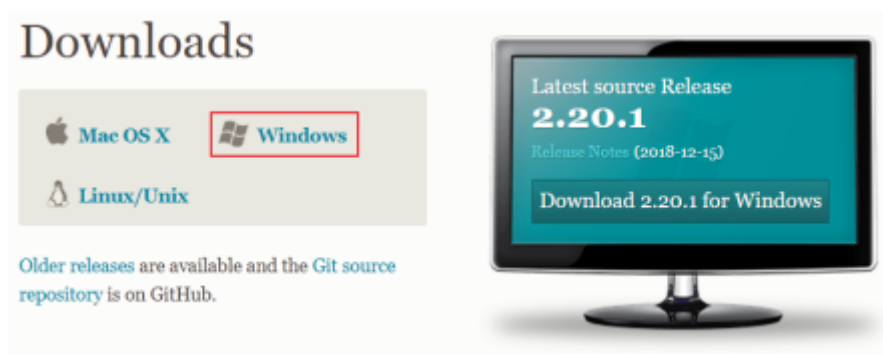 Downloads
Mac OS X
Windows
Linux/Unix
Older releases are available and the Git source
repository is on GitHub.
Latest source Release
2.20.1
Release Notes (2018-12-15)
Download 2.20.1 for Windows